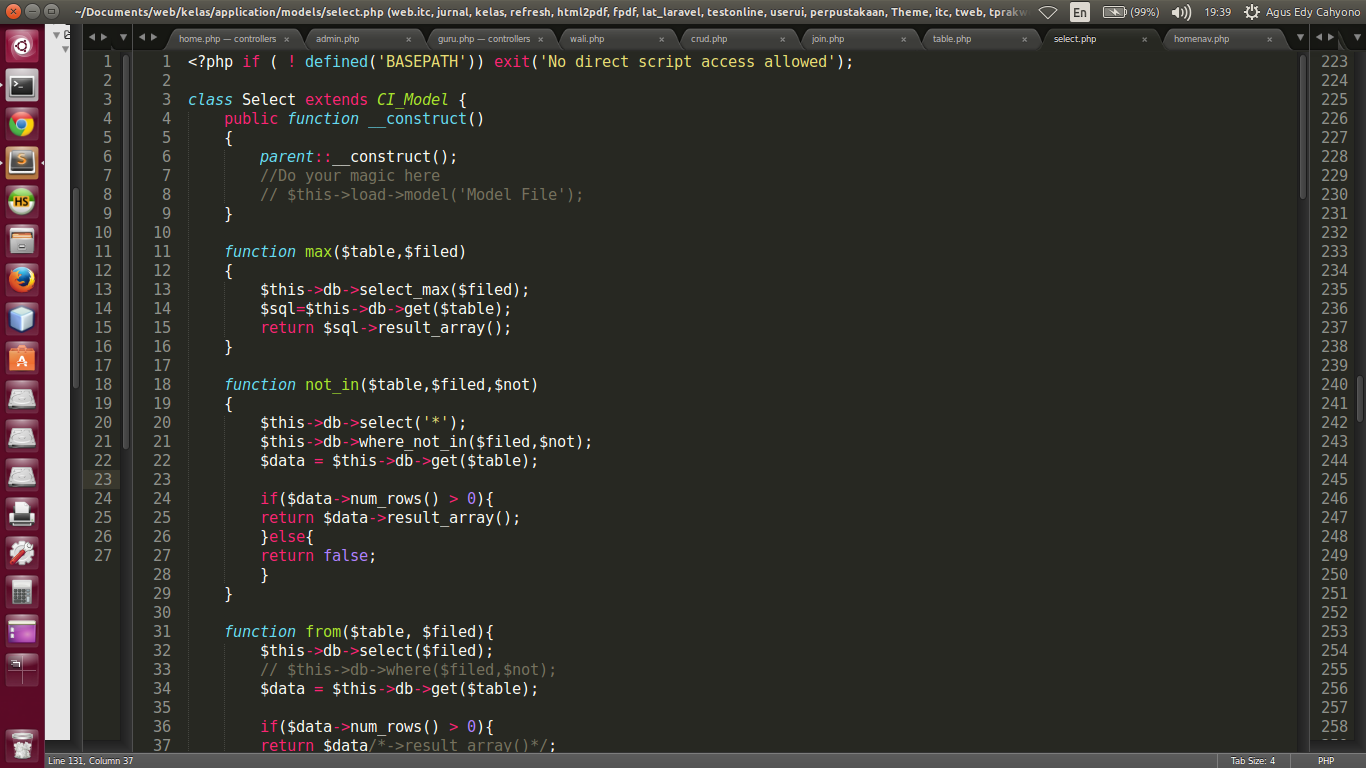 ~/Documents/web/kelas/application/models/select.php (web.itc, jurnal, kelas, refresh, html2pdf, fpdf, lat_laravel, testonline, userui, perpustakaan, Theme, itc, tweb, tprakw
En (99%) 19:39 Agus Edy Cahyono
home.php — controllers × admin.php × guru.php — controllers × wali.php × crud.php × join.php × table.php × select.php × homenav.php ×
1 1 <?php if ( ! defined('BASEPATH')) exit('No direct script access allowed'); 223
2 2 224
3 3 class Select extends CI_Model { 225
4 4 public function __construct() 226
5 5 { 227
6 6 parent::__construct(); 228
7 7 //Do your magic here 229
8 8 // $this->load->model('Model File'); 230
9 9 } 231
10 10 232
11 11 function max($table,$filed) 233
12 12 { 234
13 13 $this->db->select_max($filed); 235
14 14 $sql=$this->db->get($table); 236
15 15 return $sql->result_array(); 237
16 16 } 238
17 17 239
18 18 function not_in($table,$filed,$not) 240
19 19 { 241
20 20 $this->db->select('*'); 242
21 21 $this->db->where_not_in($filed,$not); 243
22 22 $data = $this->db->get($table); 244
23 23 245
24 24 if($data->num_rows() > 0){ 246
25 25 return $data->result_array(); 247
26 26 }else{ 248
27 27 return false; 249
28 } 250
29 } 251
30 252
31 function from($table, $filed){ 253
32 $this->db->select($filed); 254
33 // $this->db->where($filed,$not); 255
34 $data = $this->db->get($table); 256
35 257
36 if($data->num_rows() > 0){ 258
37 return $data/*->result_array()*/;
Line 131, Column 37 Tab Size: 4 PHP